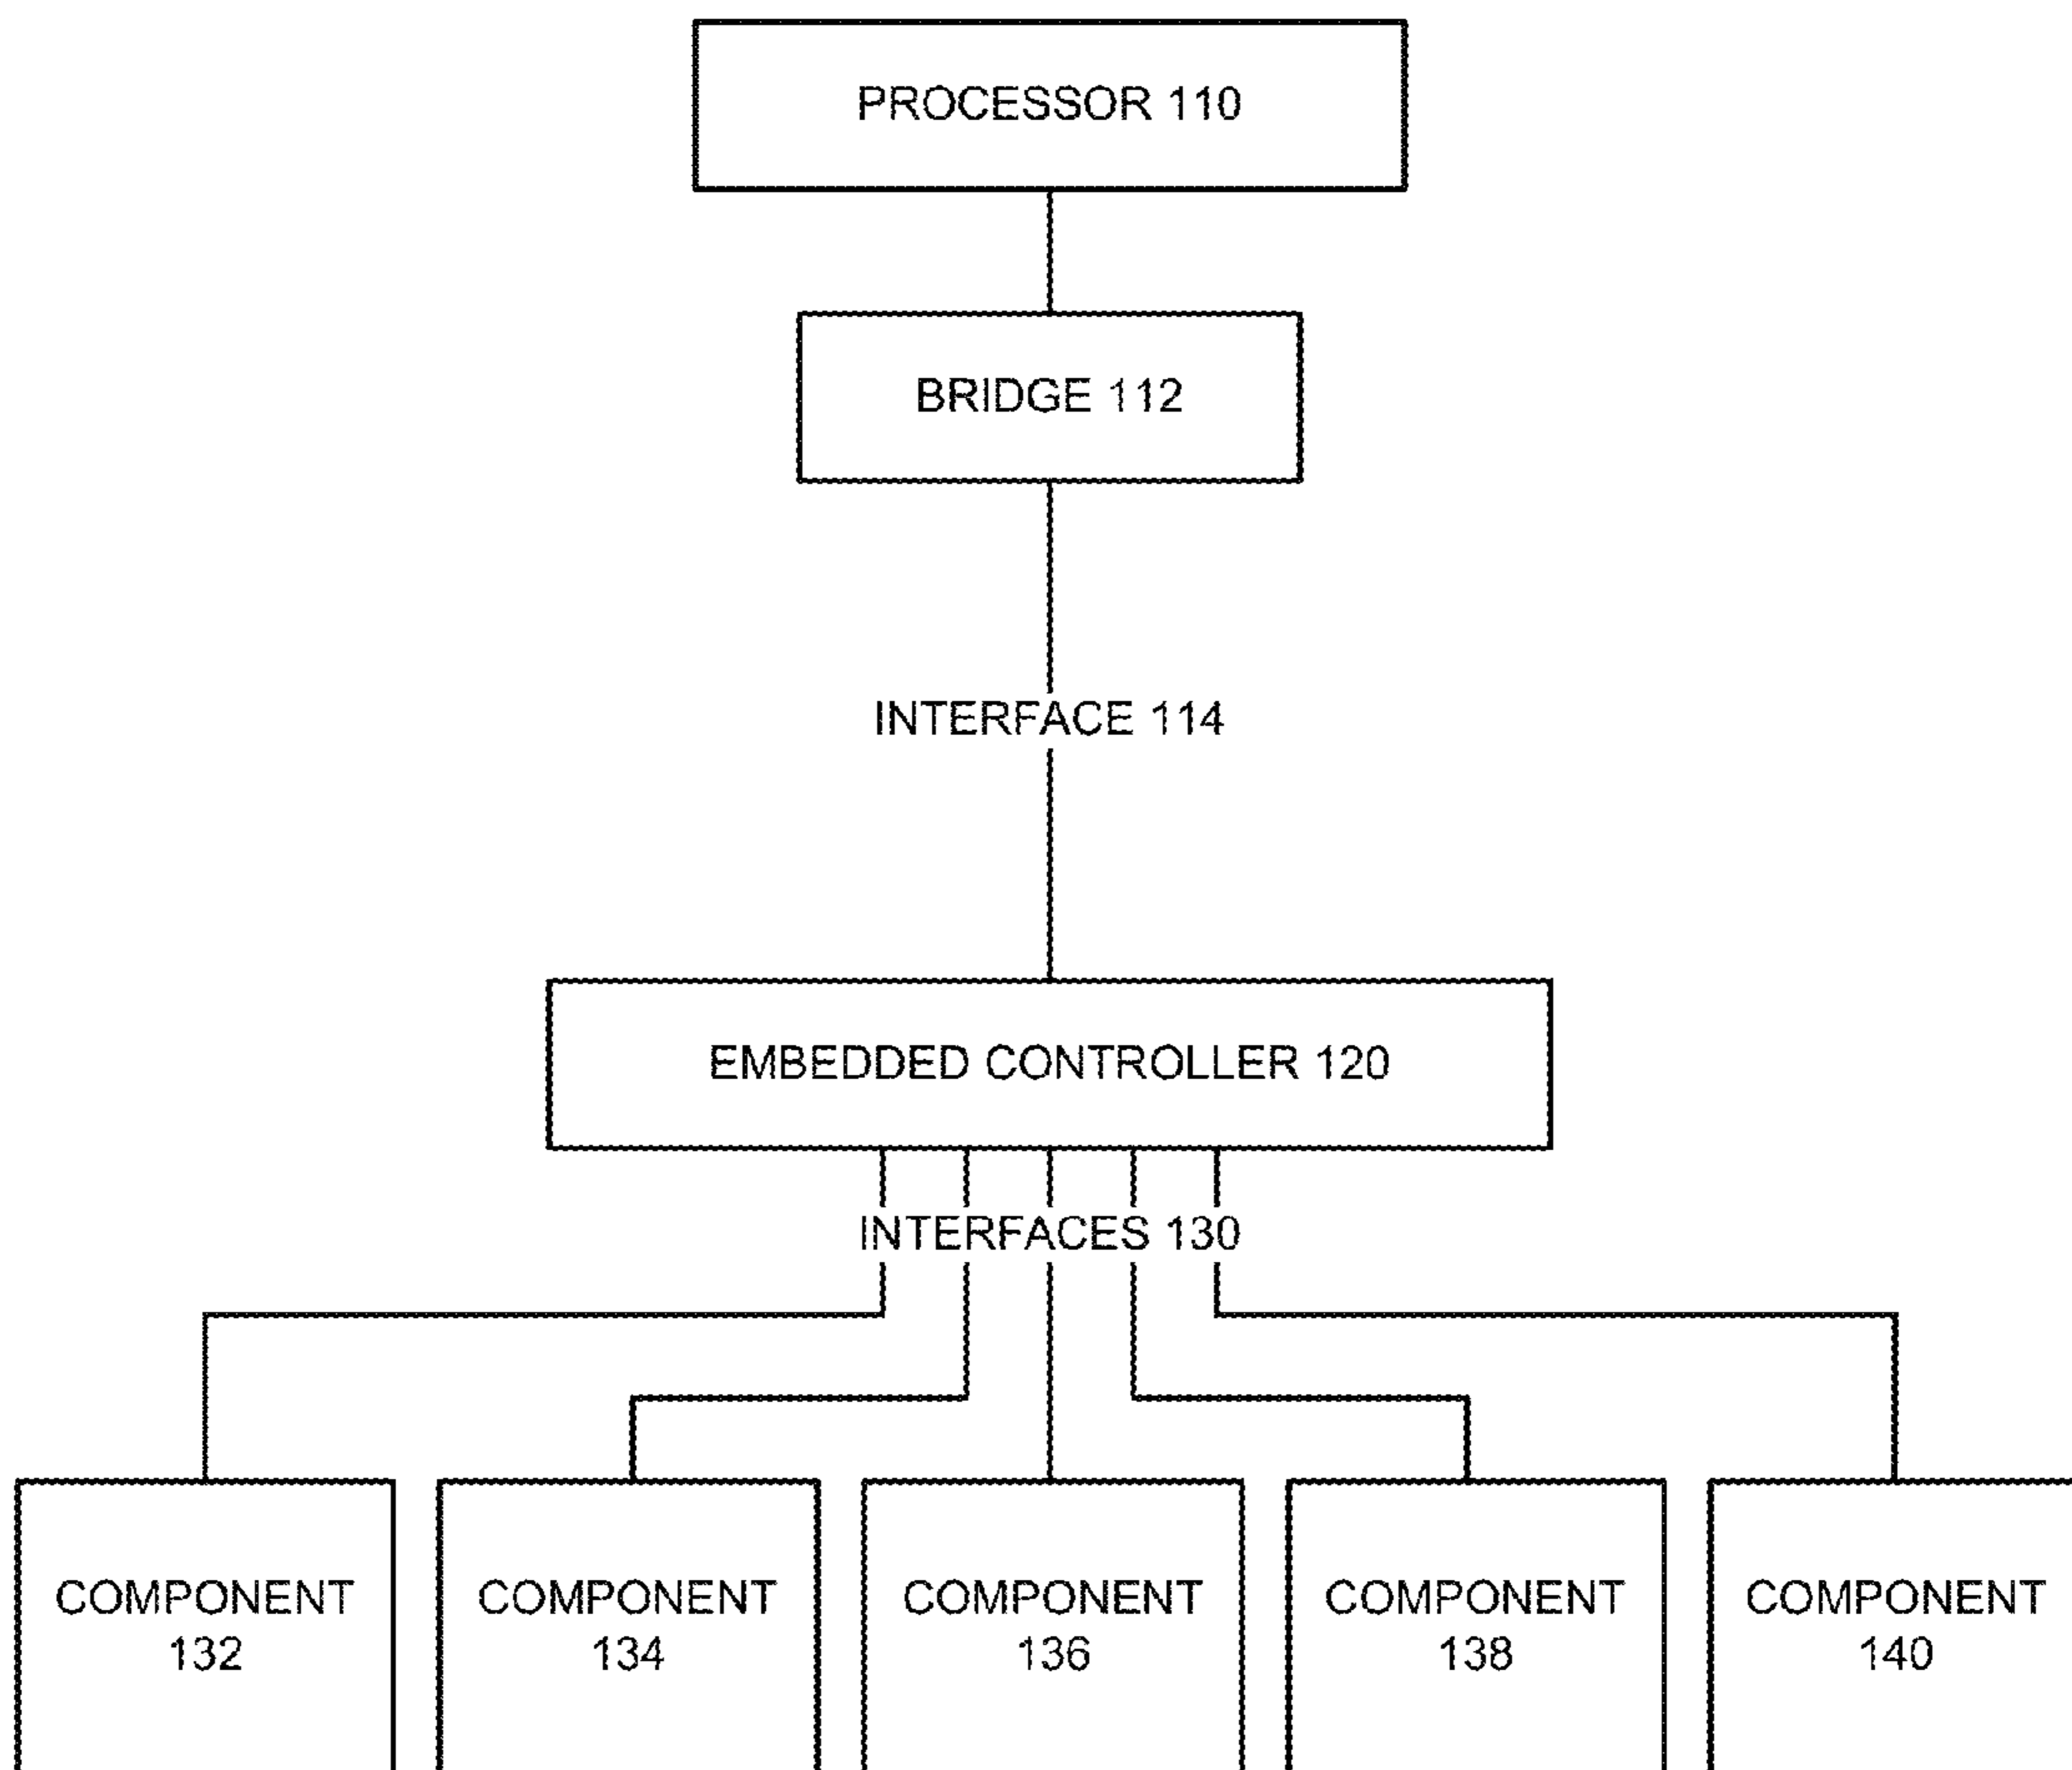 PROCESSOR 110
BRIDGE 112
INTERFACE 114
EMBEDDED CONTROLLER 120
INTERFACES 130
COMPONENT
132
COMPONENT
134
COMPONENT
136
COMPONENT
138
COMPONENT
140